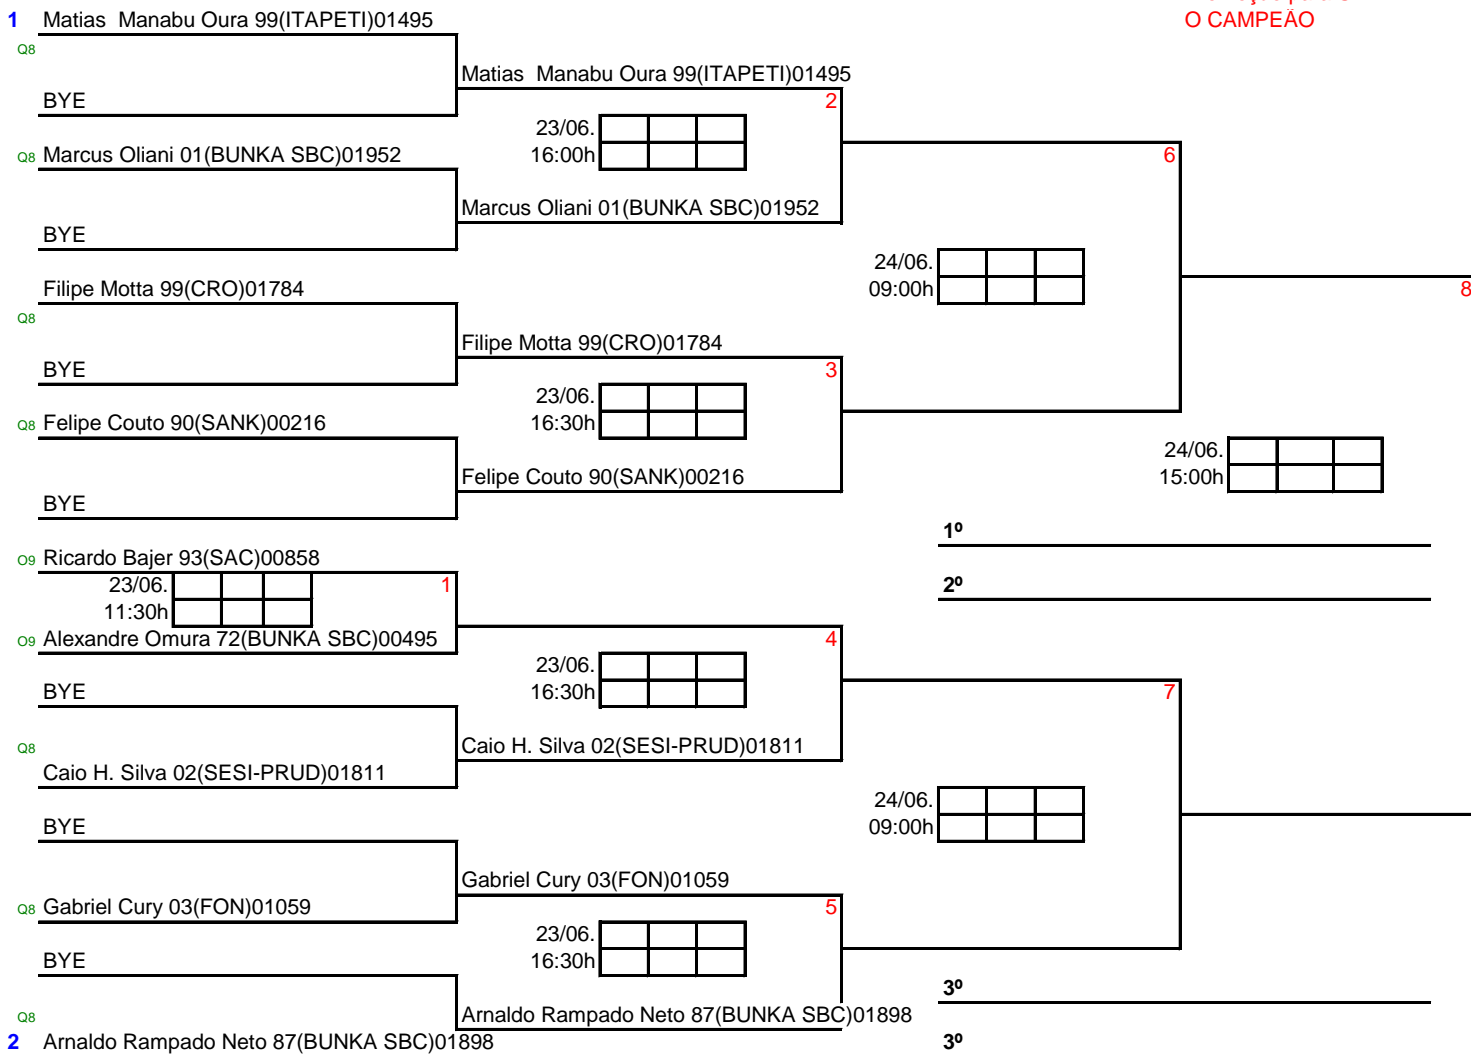 1 Matias Manabu Oura 99(ITAPETI)01495
O CAMPEÃO
Q8
Matias Manabu Oura 99(ITAPETI)01495
BYE
2
23/06.
16:00h
Q8 Marcus Oliani 01(BUNKA SBC)01952
6
Marcus Oliani 01(BUNKA SBC)01952
BYE
24/06.
09:00h
Filipe Motta 99(CRO)01784
8
Q8
Filipe Motta 99(CRO)01784
BYE
3
23/06.
16:30h
Q8 Felipe Couto 90(SANK)00216
24/06.
15:00h
Felipe Couto 90(SANK)00216
BYE
1º
O9 Ricardo Bajer 93(SAC)00858
23/06.
11:30h
1
2º
O9 Alexandre Omura 72(BUNKA SBC)00495
4
23/06.
16:30h
BYE
7
Q8
Caio H. Silva 02(SESI-PRUD)01811
Caio H. Silva 02(SESI-PRUD)01811
24/06.
09:00h
BYE
Gabriel Cury 03(FON)01059
Q8 Gabriel Cury 03(FON)01059
5
23/06.
16:30h
BYE
3º
Q8
Arnaldo Rampado Neto 87(BUNKA SBC)01898
2 Arnaldo Rampado Neto 87(BUNKA SBC)01898
3º